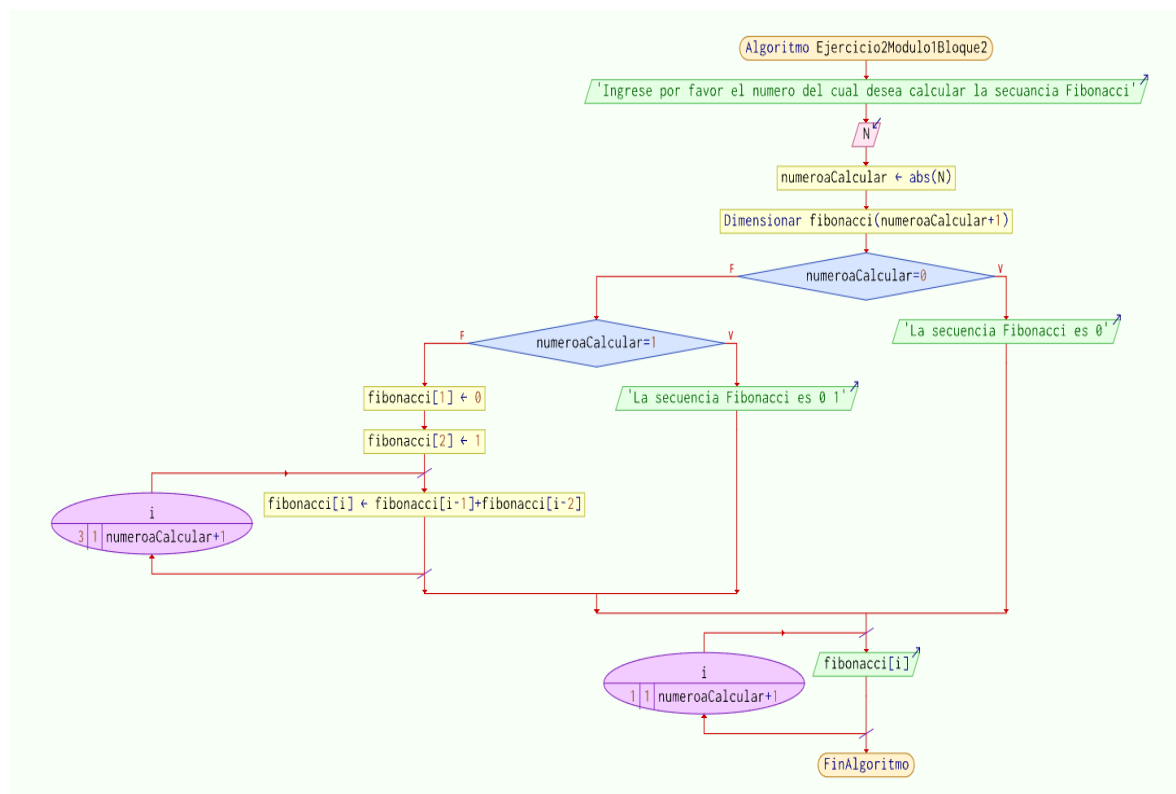 Algoritmo Ejercicio2Modulo1Bloque2
'Ingrese por favor el numero del cual desea calcular la secuancia Fibonacci'
N
numeroaCalcular ← abs(N)
Dimensionar fibonacci(numeroaCalcular+1)
numeroaCalcular=0
F
V
numeroaCalcular=1
F
V
'La secuencia Fibonacci es 0'
fibonacci[1] ← 0
'La secuencia Fibonacci es 0 1'
fibonacci[2] ← 1
fibonacci[i] ← fibonacci[i-1]+fibonacci[i-2]
i
3 1 numeroaCalcular+1
fibonacci[i]
i
1 1 numeroaCalcular+1
FinAlgoritmo